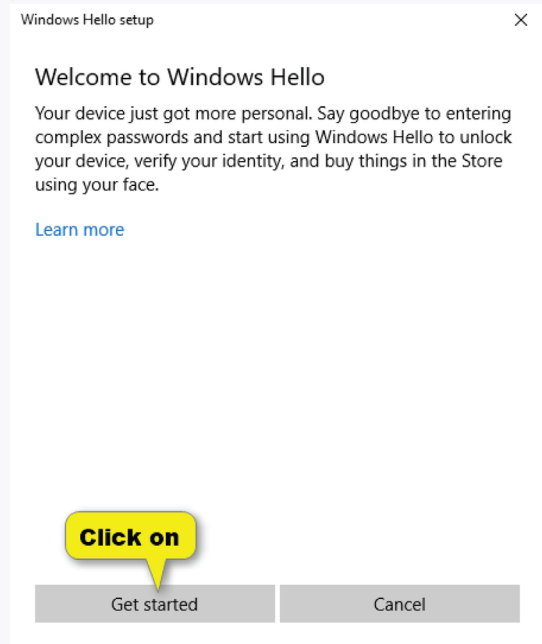 Windows Hello setup
Welcome to Windows Hello
Your device just got more personal. Say goodbye to entering
complex passwords and start using Windows Hello to unlock
your device, verify your identity, and buy things in the Store
using your face.
Learn more
Click on
Get started
Cancel